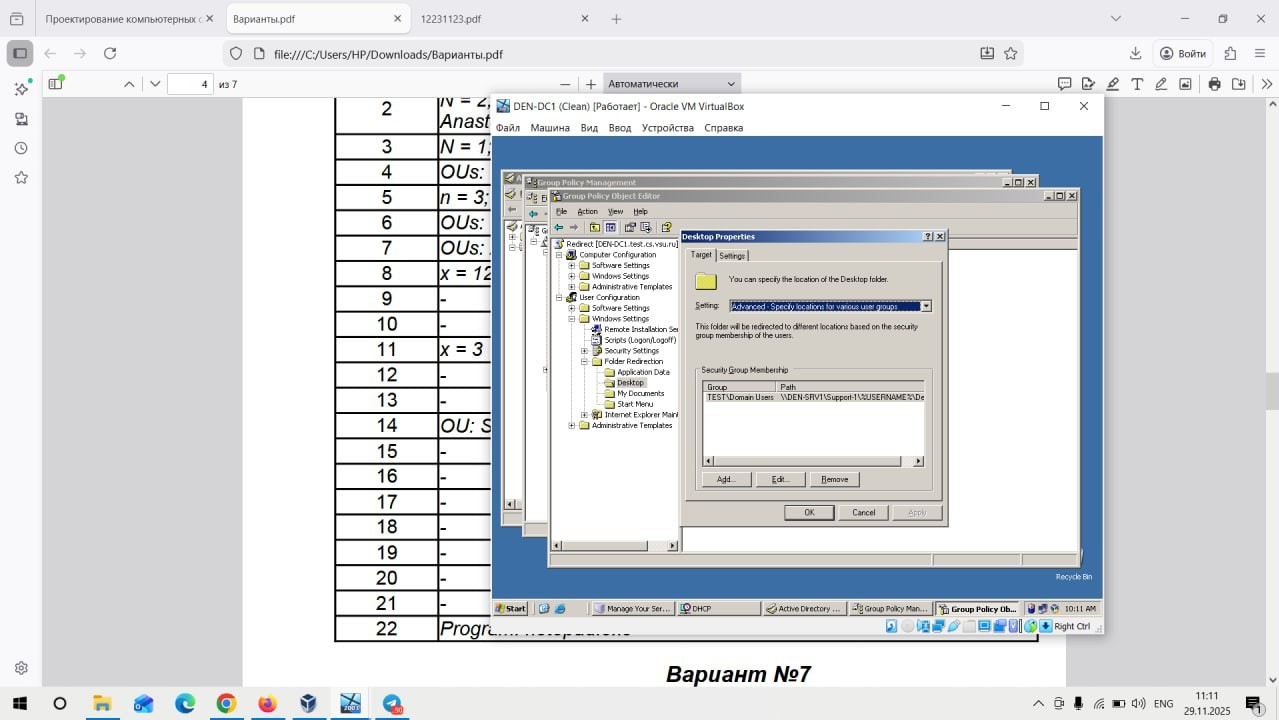 Проектирование компьютерных с
Варианты.pdf
12231123.pdf
file:///C:/Users/HP/Downloads/Варианты.pdf
Войти
4 из 7
Автоматически
2 N = 2;
Anast
3 N = 1;
4 OUs:
5 n = 3;
6 OUs:
7 OUs:
8 x = 12
9 -
10 -
11 x = 3
12 -
13 -
14 OU: S
15 -
16 -
17 -
18 -
19 -
20 -
21 -
22
Вариант №7
DEN-DC1 (Clean) [Работает] - Oracle VM VirtualBox
Файл Машина Вид Ввод Устройства Справка
Group Policy Management
Group Policy Object Editor
File Action View Help
Redirect [DEN-DC1.test.cs.vsu.ru]
Computer Configuration
Software Settings
Windows Settings
Administrative Templates
User Configuration
Software Settings
Windows Settings
Remote Installation Ser
Scripts (Logon/Logoff)
Security Settings
Folder Redirection
Application Data
Desktop
My Documents
Start Menu
Internet Explorer Maint
Administrative Templates
Desktop Properties
Target Settings
You can specify the location of the Desktop folder.
Setting: Advanced - Specify locations for various user groups
This folder will be redirected to different locations based on the security
group membership of the users.
Security Group Membership
Group Path
TEST\Domain Users \\DEN-SRV1\Support-1\%USERNAME%\De
Add... Edit... Remove
OK Cancel Apply
Recycle Bin
Start Manage Your Ser... DHCP Active Directory ... Group Policy Man... Group Policy Ob... 10:11 AM
Right Ctrl
ENG
11:11
29.11.2025